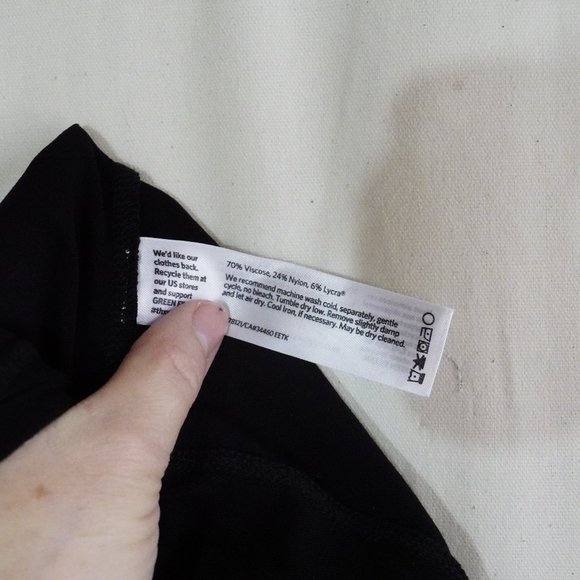 We'd like our
clothes back.
Recycle them at
our US stores
and support
GREEN
70% Viscose, 24% Nylon, 6% Lycra®
We recommend machine wash cold, separately, gentle
cycle, no bleach. Tumble dry low. Remove slightly damp
and let air dry. Cool Iron, if necessary. May be dry cleaned.
EETK